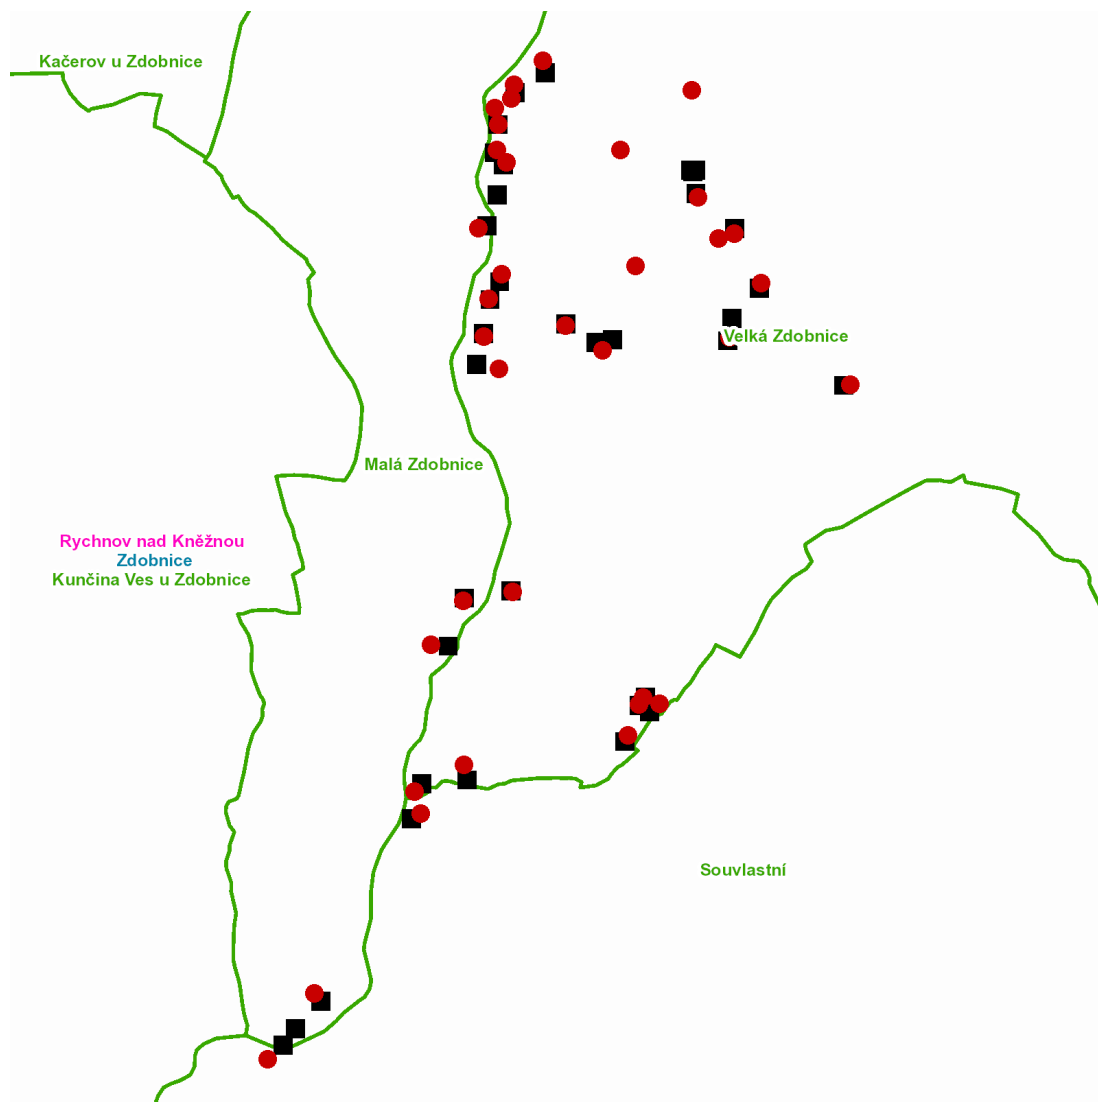 Kačerov u Zdobnice
Velká Zdobnice
Malá Zdobnice
Rychnov nad Kněžnou
Zdobnice
Kunčina Ves u Zdobnice
Souvlastní